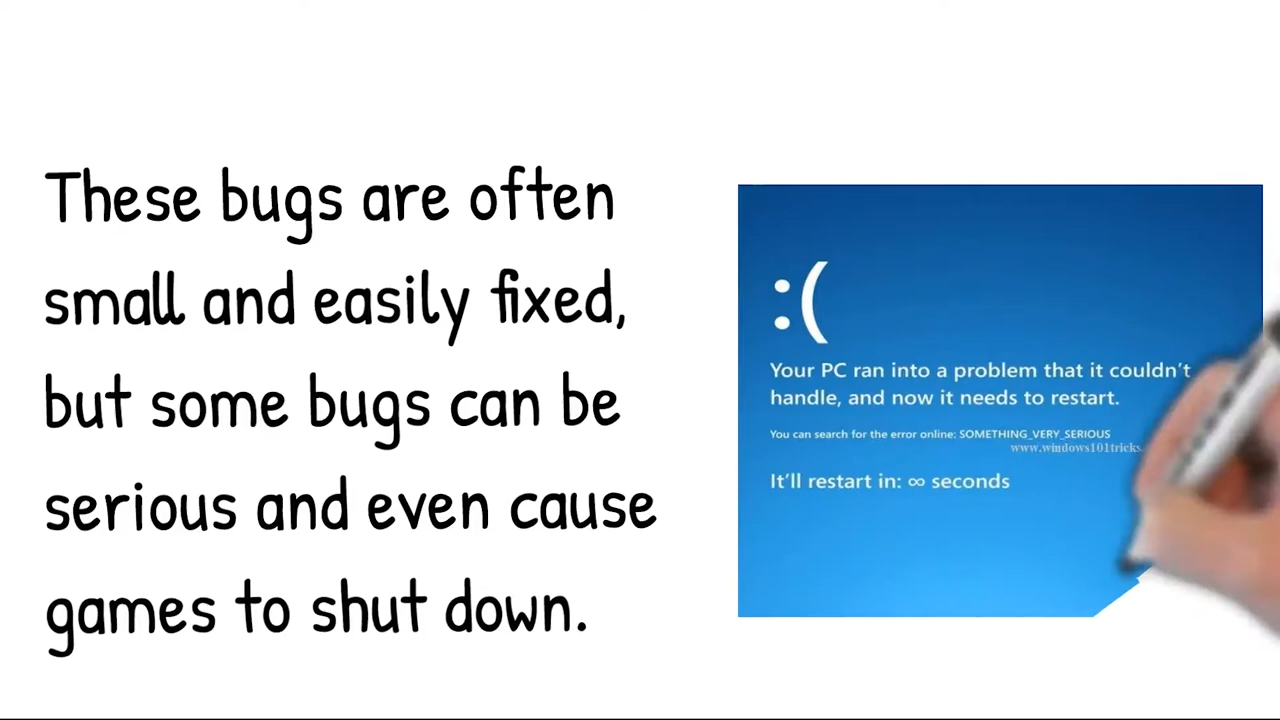 These bugs are often
small and easily fixed,
but some bugs can be
serious and even cause
games to shut down.
:(
Your PC ran into a problem that it couldn't
handle, and now it needs to restart.
You can search for the error online: SOMETHING_VERY_SERIOUS
www.windows101tricks.
It'll restart in: ∞ seconds